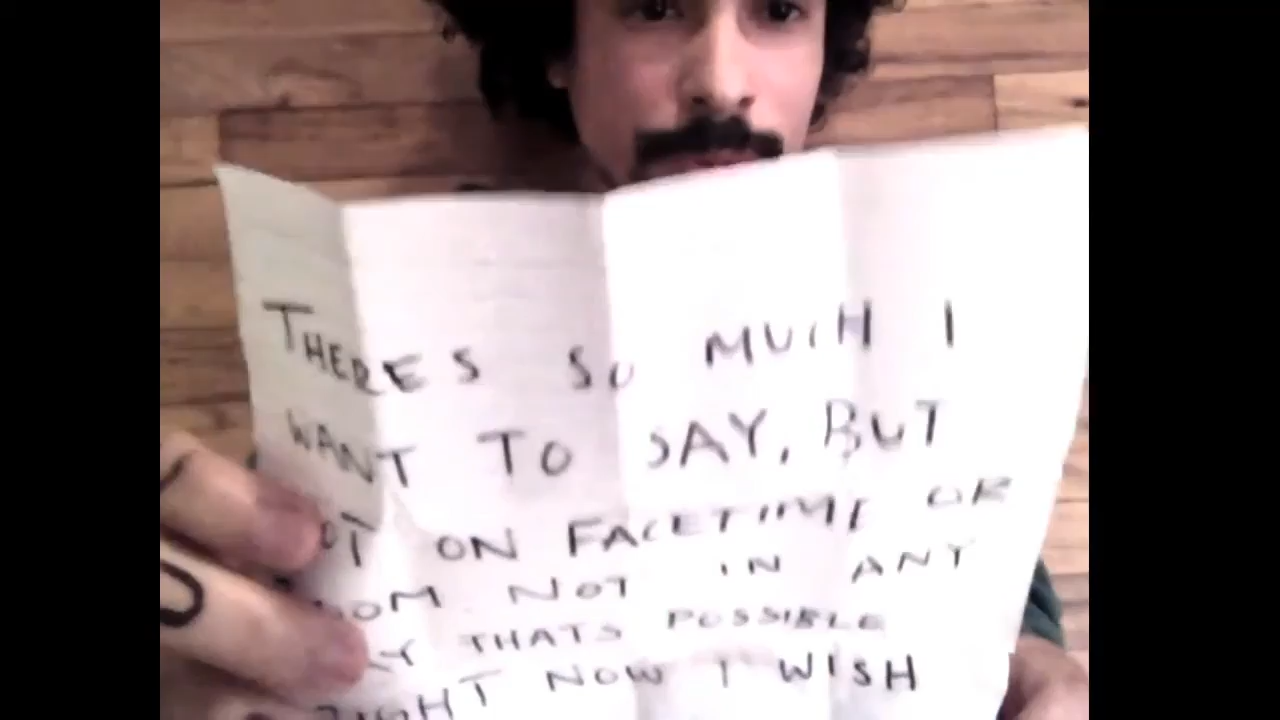 THERES SO MUCH I
WANT TO SAY, BUT
ON FACETIME OR
NOT IN ANY
THATS POSSIBLE
NOW I WISH